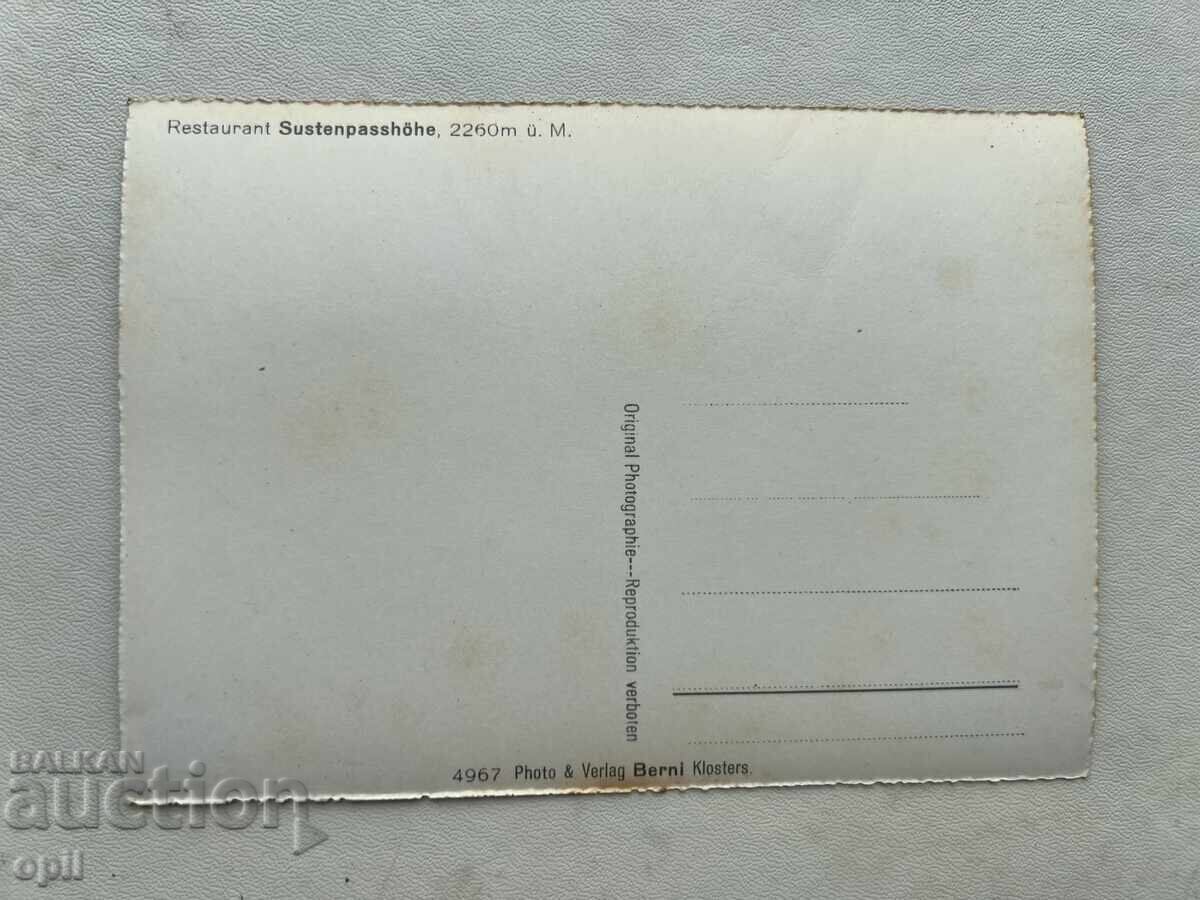 Restaurant Sustenpasshöhe, 2260m ü. M.
Original Photographie---Reproduktion verboten
4967 Photo & Verlag Berni Klosters.
BALKAN
auction
opil